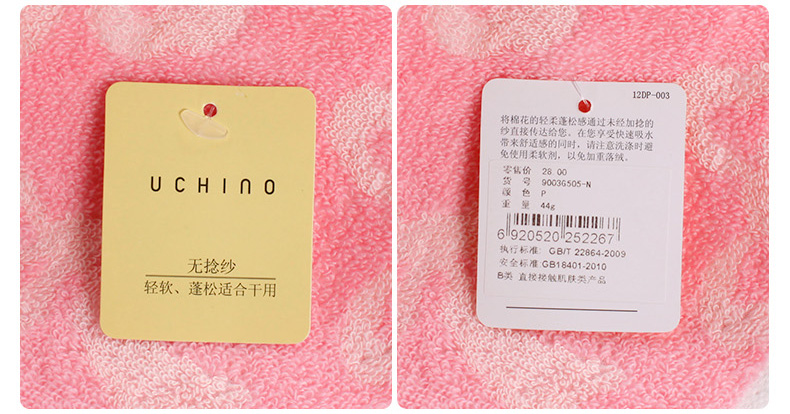 UCHINO
无捻纱
轻软、蓬松适合干用
12DP-003
将棉花的轻柔蓬松感通过未经加捻的
纱直接传达给您。在您享受快速吸水
带来舒适感的同时，请注意洗涤时避
免使用柔软剂，以免加重落绒。
零售价 28.00
货 号 9003G505-N
颜 色 P
重 量 44g
6 920520 252267
执行标准: GB/T 22864-2009
安全标准:GB18401-2010
B类 直接接触肌肤类产品